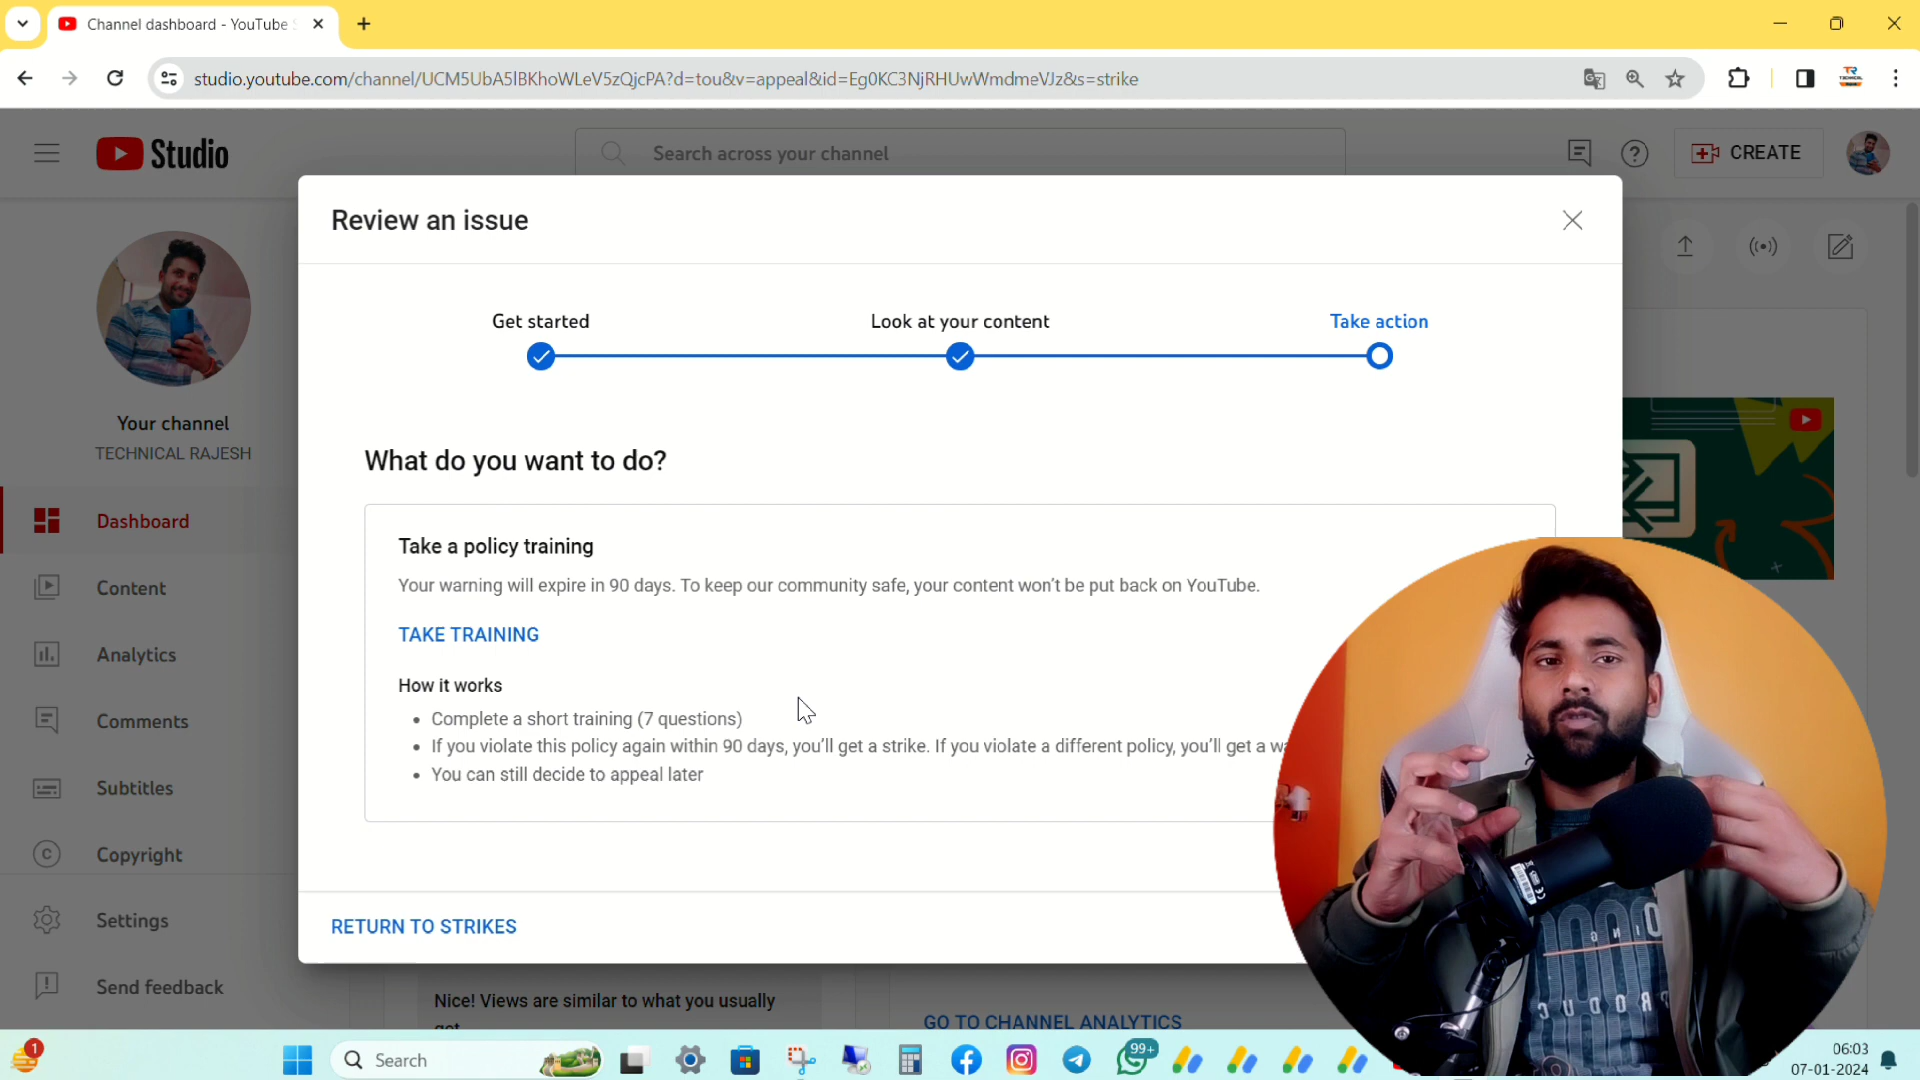 Channel dashboard - YouTube
studio.youtube.com/channel/UCM5UbA5lBKhoWLeV5zQjcPA?d=tou&v=appeal&id=Eg0KC3NjRHUwWmdmeVJz&s=strike
Studio
Search across your channel
CREATE
Review an issue
Get started
Look at your content
Take action
Your channel
TECHNICAL RAJESH
What do you want to do?
Dashboard
Take a policy training
Your warning will expire in 90 days. To keep our community safe, your content won't be put back on YouTube.
Content
TAKE TRAINING
Analytics
How it works
• Complete a short training (7 questions)
Comments
• If you violate this policy again within 90 days, you'll get a strike. If you violate a different policy, you'll get a
• You can still decide to appeal later
Subtitles
Copyright
Settings
RETURN TO STRIKES
Send feedback
Nice! Views are similar to what you usually
get
GO TO CHANNEL ANALYTICS
1
Search
99+
06:03
07-01-2024